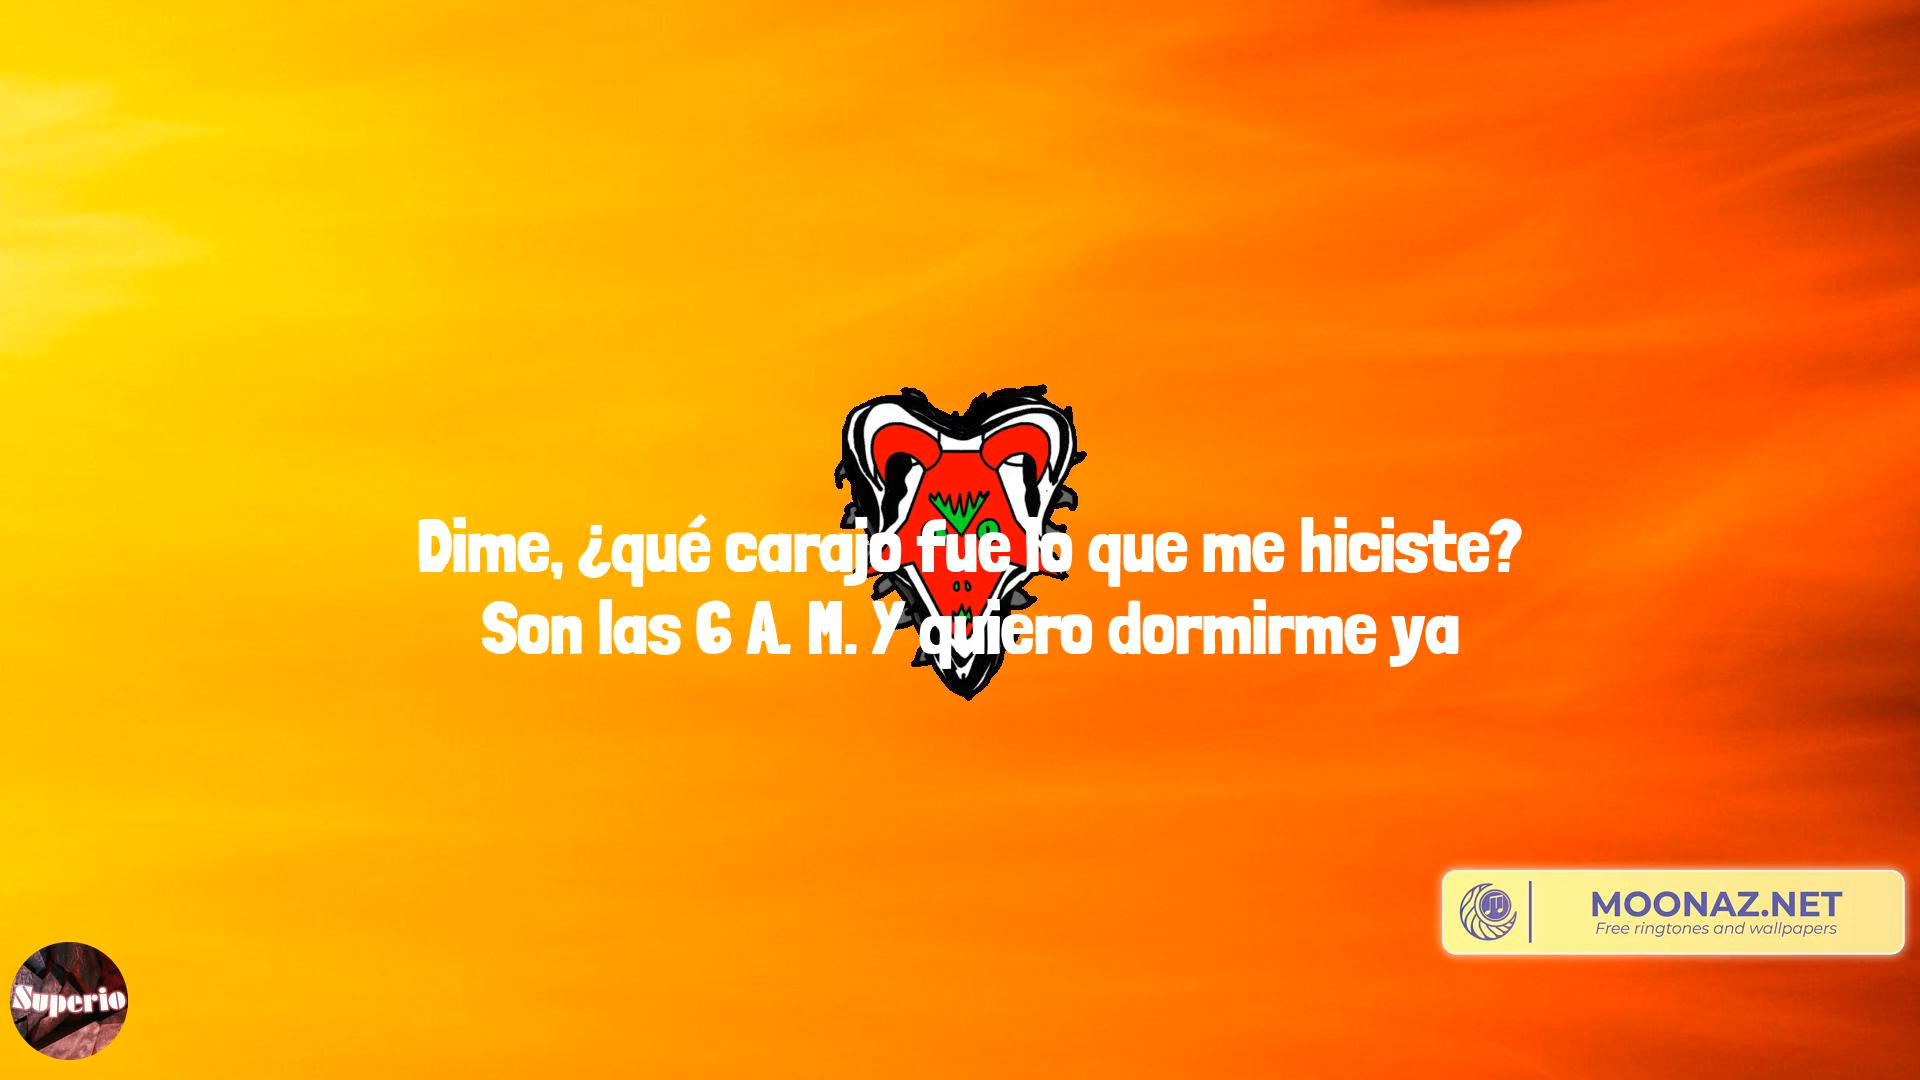 Dime, ¿qué carajo fue lo que me hiciste?
Son las 6 A. M. Y quiero dormirme ya
MOONAZ.NET
Free ringtones and wallpapers
Superio